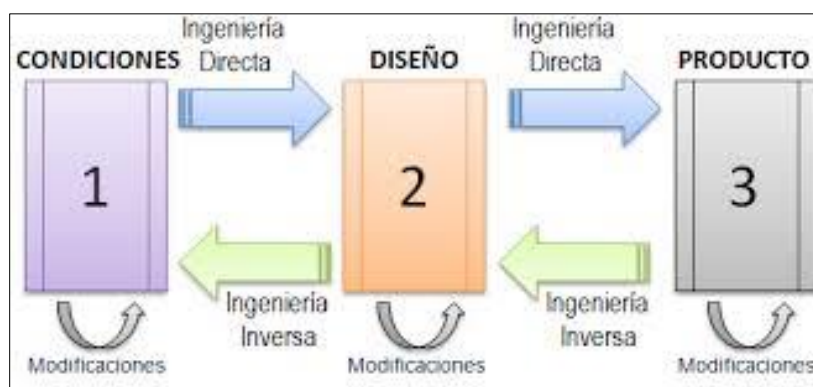 Ingeniería
Directa
Ingeniería
Directa
CONDICIONES
DISEÑO
PRODUCTO
1
2
3
Ingeniería
Inversa
Ingeniería
Inversa
Modificaciones
Modificaciones
Modificaciones